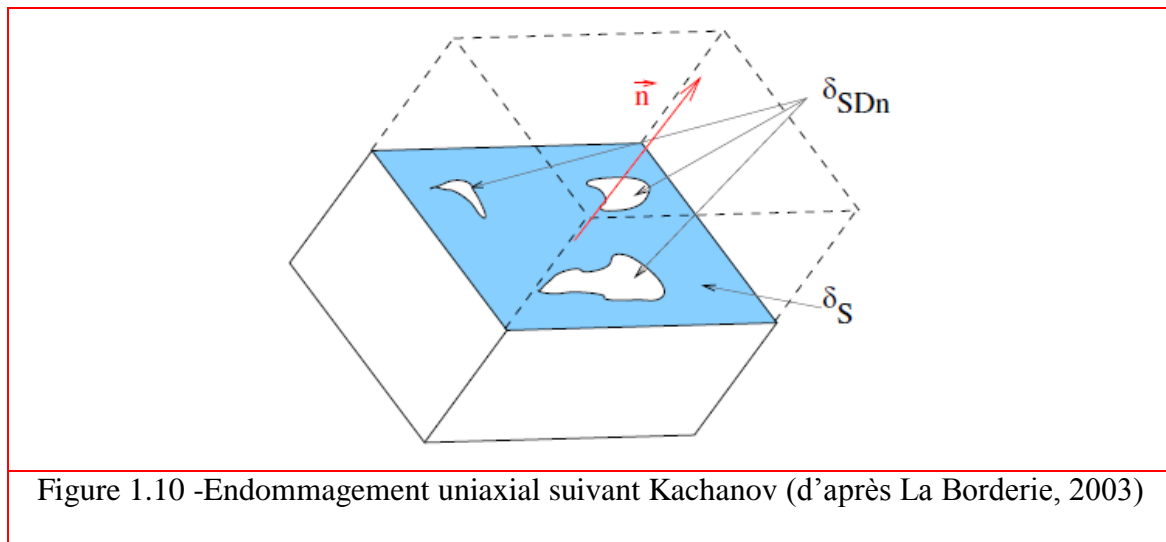 n
δSDn
δS
Figure 1.10 -Endommagement uniaxial suivant Kachanov (d’après La Borderie, 2003)